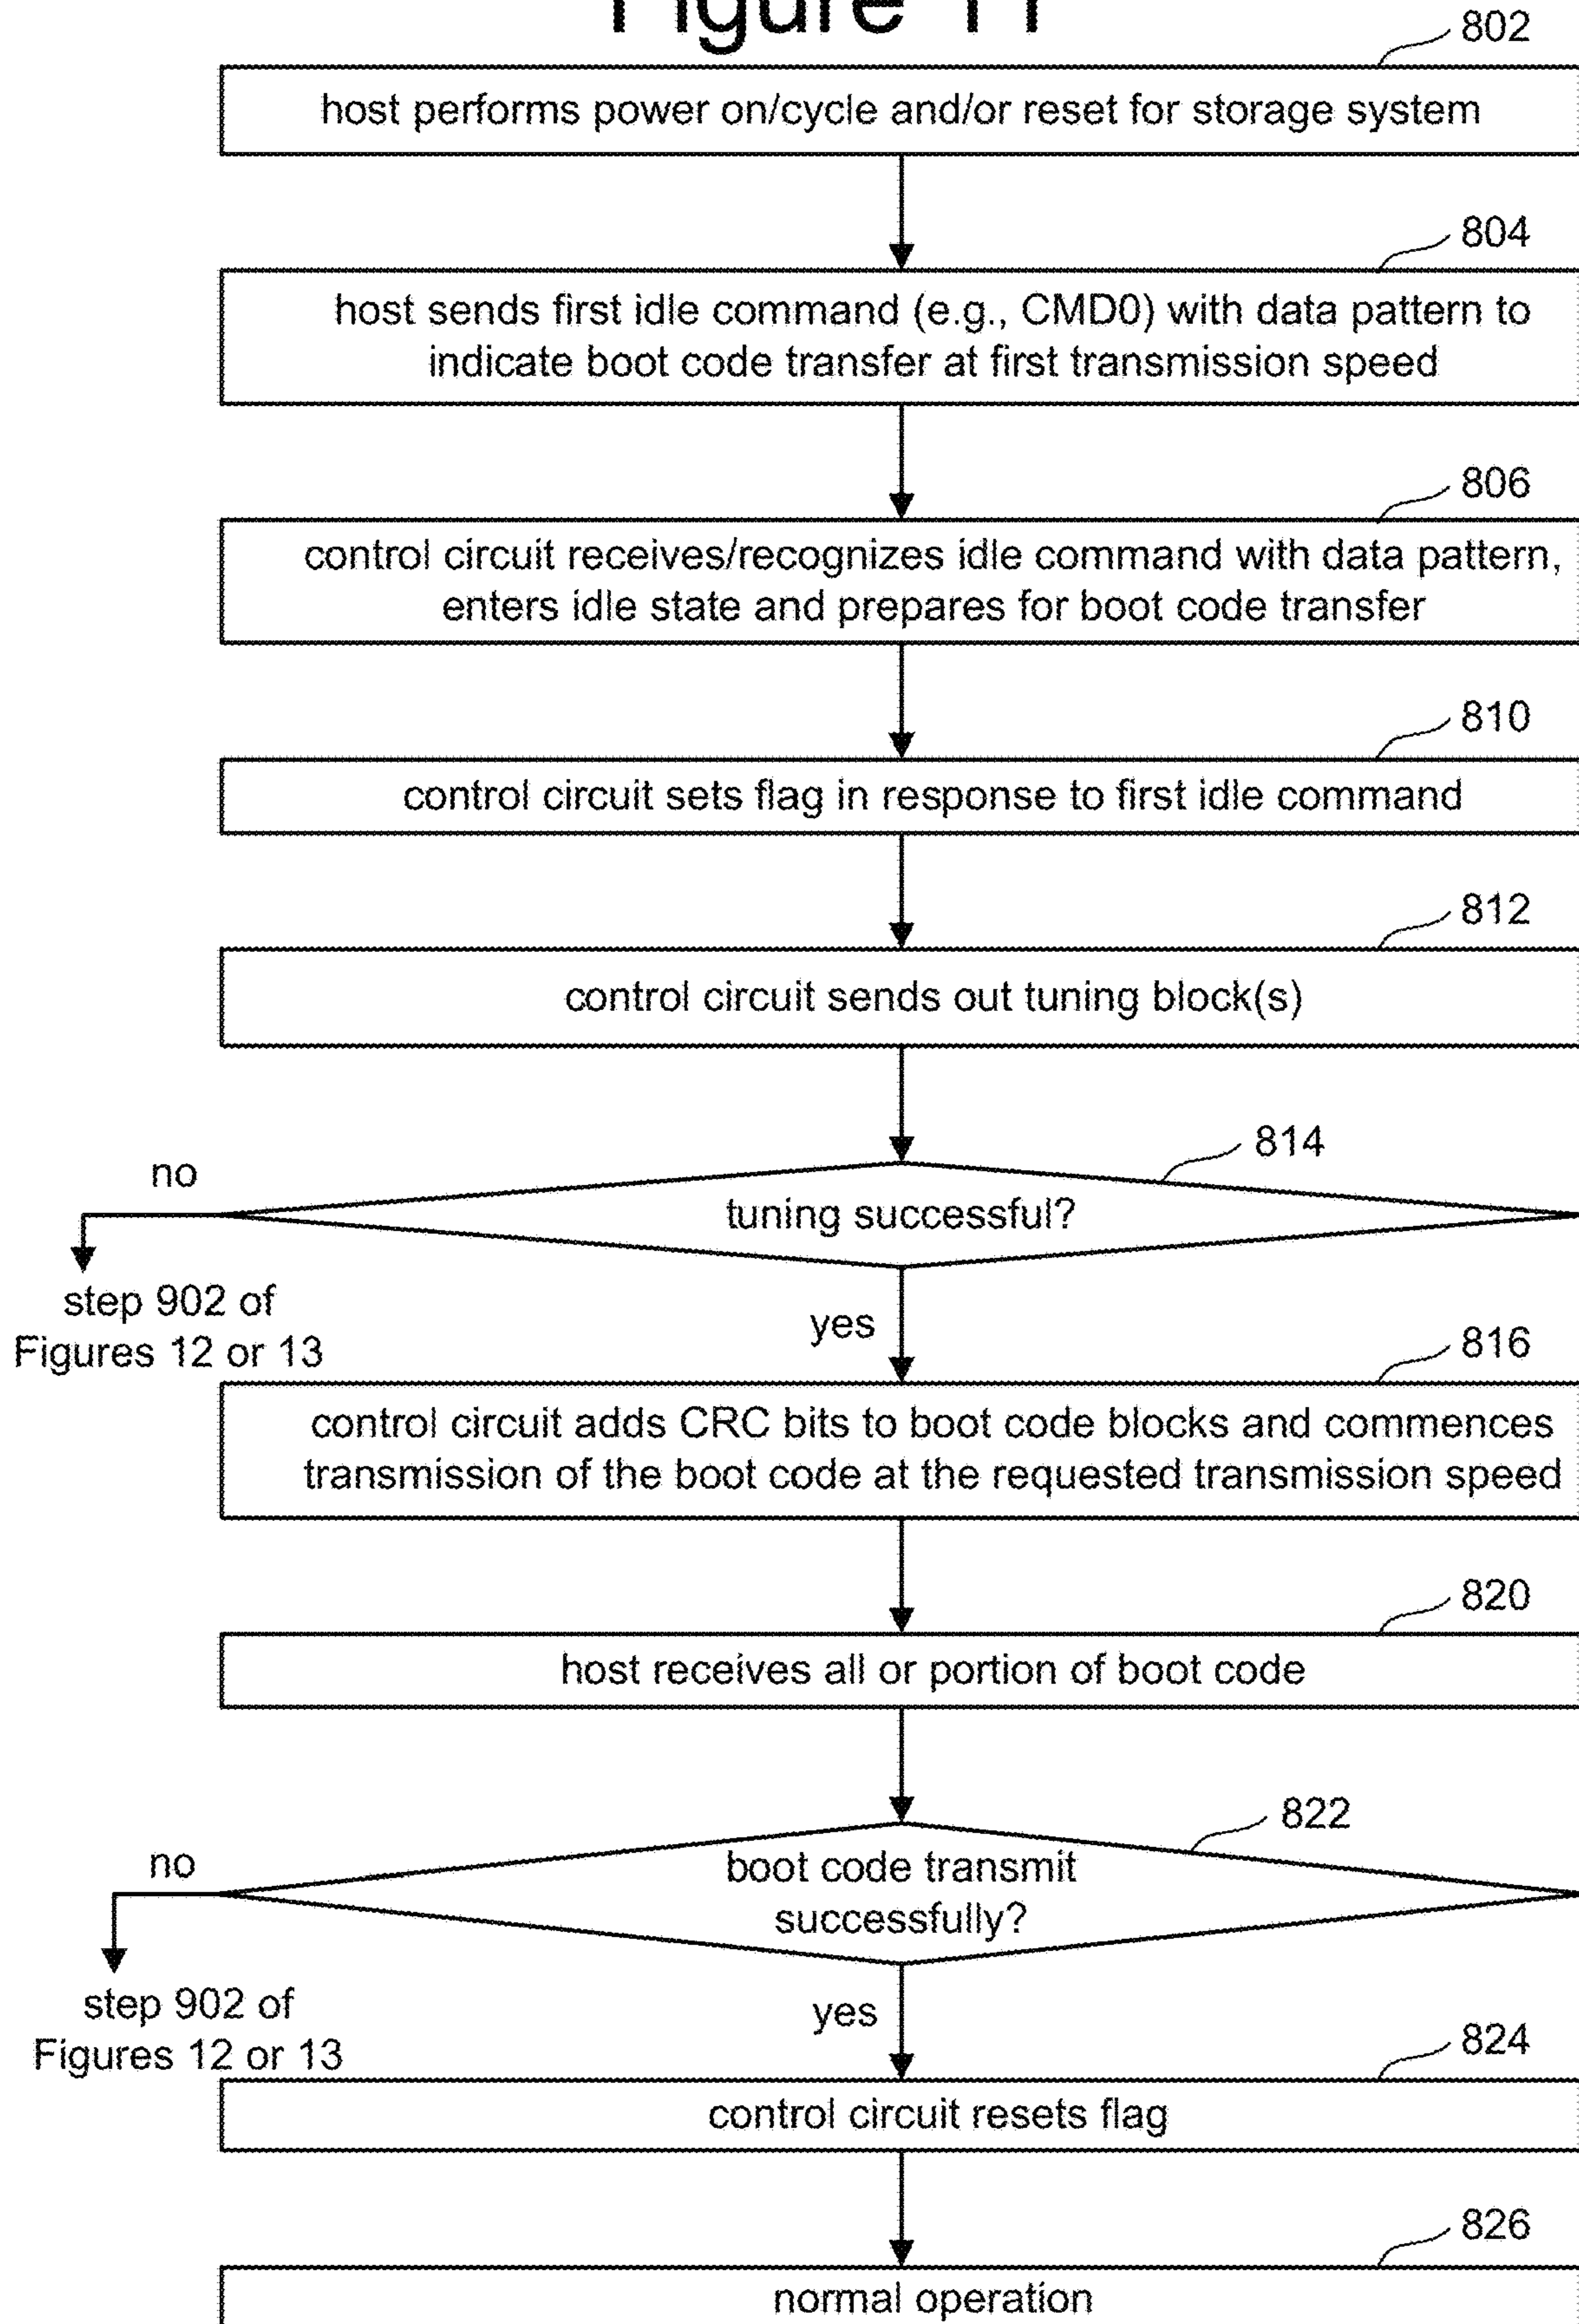 Figure 11
802
host performs power on/cycle and/or reset for storage system
804
host sends first idle command (e.g., CMD0) with data pattern to
indicate boot code transfer at first transmission speed
806
control circuit receives/recognizes idle command with data pattern,
enters idle state and prepares for boot code transfer
810
control circuit sets flag in response to first idle command
812
control circuit sends out tuning block(s)
814
no
tuning successful?
step 902 of
Figures 12 or 13
yes
816
control circuit adds CRC bits to boot code blocks and commences
transmission of the boot code at the requested transmission speed
820
host receives all or portion of boot code
822
no
boot code transmit
successfully?
step 902 of
Figures 12 or 13
yes
824
control circuit resets flag
826
normal operation